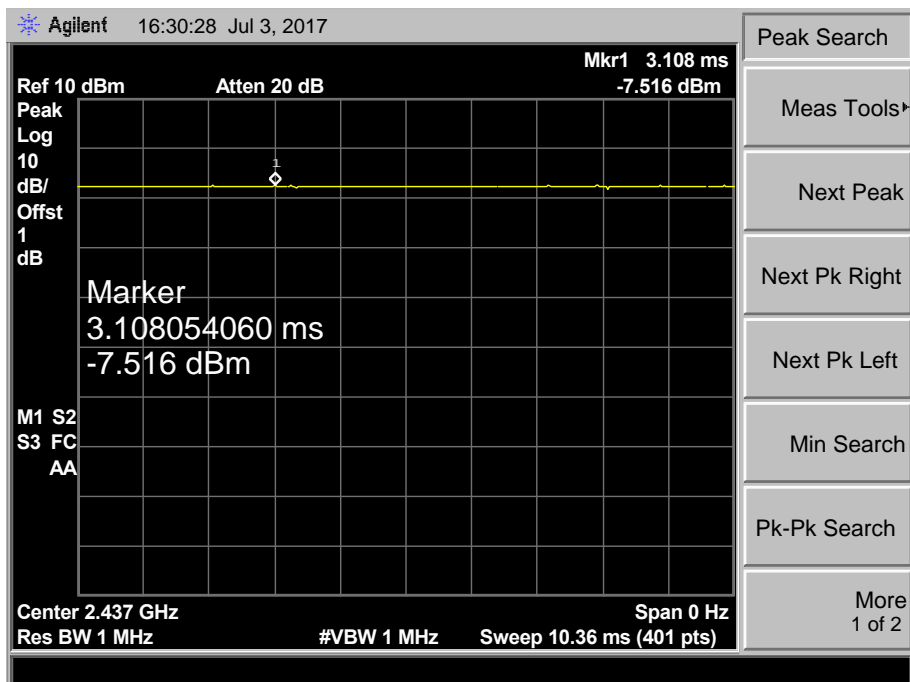 Agilent 16:30:28 Jul 3, 2017
Mkr1 3.108 ms
Ref 10 dBm Atten 20 dB -7.516 dBm
Peak
Log
10
dB/
Offst
1
dB
1
Marker
3.108054060 ms
-7.516 dBm
M1 S2
S3 FC
AA
Center 2.437 GHz Span 0 Hz
Res BW 1 MHz #VBW 1 MHz Sweep 10.36 ms (401 pts)
Peak Search
Meas Tools
Next Peak
Next Pk Right
Next Pk Left
Min Search
Pk-Pk Search
More
1 of 2